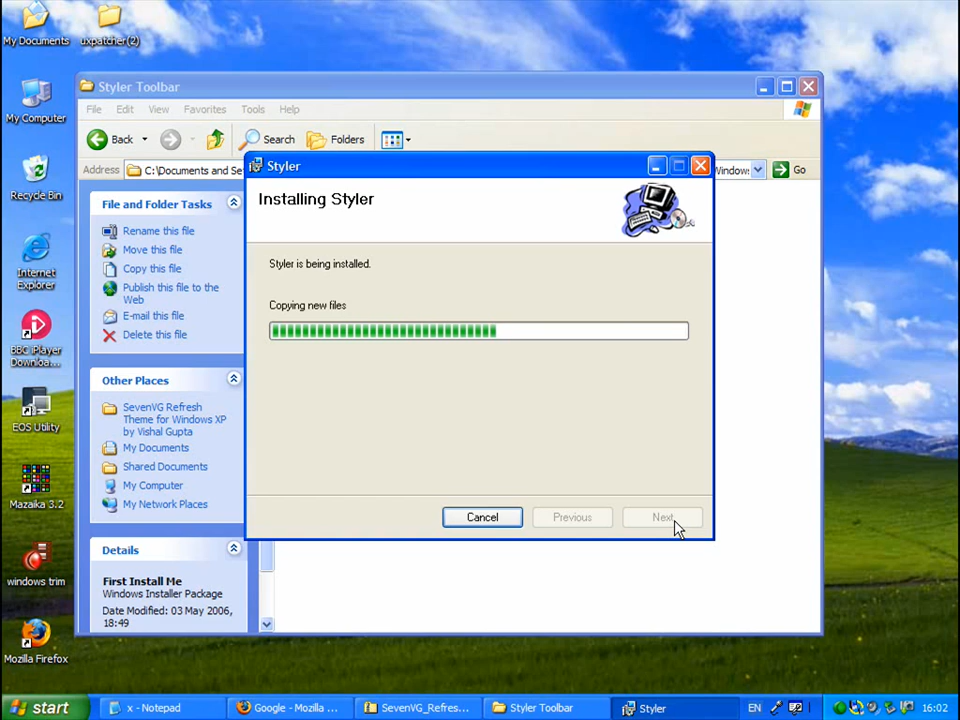 My Documents
uxpatcher(2)
My Computer
Recycle Bin
Internet
Explorer
BBC iPlayer
Downloa...
EOS Utility
Mazaika 3.2
windows trim
Mozilla Firefox
Styler Toolbar
File Edit View Favorites Tools Help
Back Search Folders
Address C:\Documents and Se Window: Go
File and Folder Tasks
Rename this file
Move this file
Copy this file
Publish this file to the
Web
E-mail this file
Delete this file
Other Places
SevenVG Refresh
Theme for Windows XP
by Vishal Gupta
My Documents
Shared Documents
My Computer
My Network Places
Details
First Install Me
Windows Installer Package
Date Modified: 03 May 2006,
18:49
Styler
Installing Styler
Styler is being installed.
Copying new files
Cancel Previous Next
start x - Notepad Google - Mozilla ... SevenVG_Refres... Styler Toolbar Styler EN 16:02